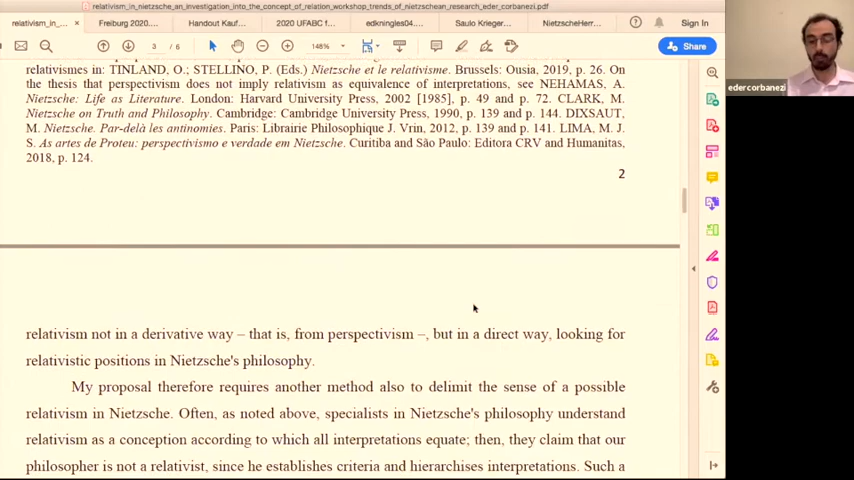 relativism_in_nietzsche_an_investigation_into_the_concept_of_relation_workshop_trends_of_nietzschean_research_eder_corbanezi.pdf
relativism_in_... × Freiburg 2020.... Handout Kauf... 2020 UFABC f... edkingles04.p... Saulo Krieger... NietzscheHerr... Sign In
3 / 6 148% Share
relativismes in: TINLAND, O.; STELLINO, P. (Eds.) Nietzsche et le relativisme. Brussels: Ousia, 2019, p. 26. On
the thesis that perspectivism does not imply relativism as equivalence of interpretations, see NEHAMAS, A.
Nietzsche: Life as Literature. London: Harvard University Press, 2002 [1985], p. 49 and p. 72. CLARK, M.
Nietzsche on Truth and Philosophy. Cambridge: Cambridge University Press, 1990, p. 139 and p. 144. DIXSAUT,
M. Nietzsche. Par-delà les antinomies. Paris: Librairie Philosophique J. Vrin, 2012, p. 139 and p. 141. LIMA, M. J.
S. As artes de Proteu: perspectivismo e verdade em Nietzsche. Curitiba and São Paulo: Editora CRV and Humanitas,
2018, p. 124.
2
relativism not in a derivative way – that is, from perspectivism –, but in a direct way, looking for
relativistic positions in Nietzsche's philosophy.
My proposal therefore requires another method also to delimit the sense of a possible
relativism in Nietzsche. Often, as noted above, specialists in Nietzsche's philosophy understand
relativism as a conception according to which all interpretations equate; then, they claim that our
philosopher is not a relativist, since he establishes criteria and hierarchises interpretations. Such a
edercorbanezi